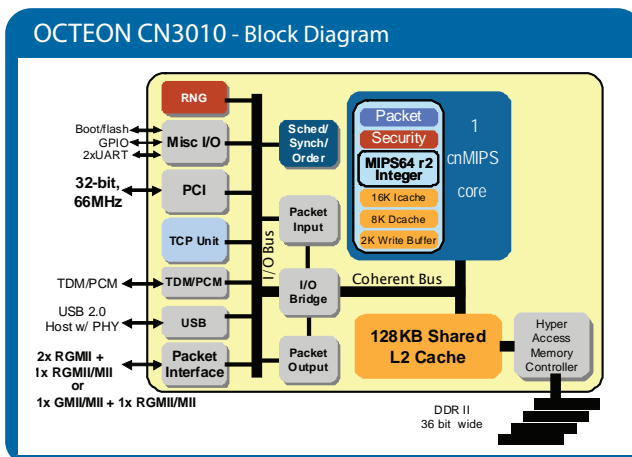 OCTEON CN3010 - Block Diagram
RNG
Boot/flash
GPIO
2xUART
Misc I/O
Sched/
Synch/
Order
32-bit,
66MHz
PCI
TCP Unit
TDM/PCM
TDM/PCM
USB 2.0
Host w/ PHY
USB
2x RGMII +
1x RGMII/MII
or
1x GMII/MII + 1x RGMII/MII
Packet
Interface
I/O Bus
Packet
Input
I/O
Bridge
Packet
Output
Packet
Security
MIPS64 r2
Integer
16K Icache
8K Dcache
2K Write Buffer
1
cnMIPS
core
Coherent Bus
128KB Shared
L2 Cache
Hyper
Access
Memory
Controller
DDR II
36 bit wide